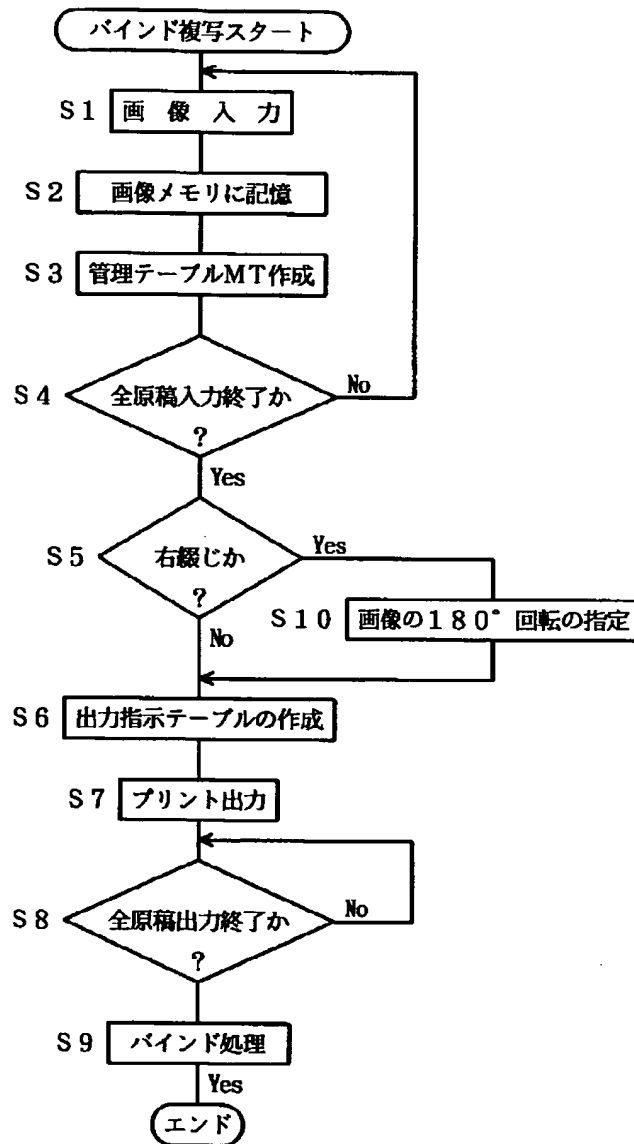 バインド複写スタート
S1 画像入力
S2 画像メモリに記憶
S3 管理テーブルMT作成
S4 全原稿入力終了か
?
No
Yes
S5 右綴じか
?
Yes
No
S10 画像の180°回転の指定
S6 出力指示テーブルの作成
S7 プリント出力
S8 全原稿出力終了か
?
No
S9 バインド処理
Yes
エンド